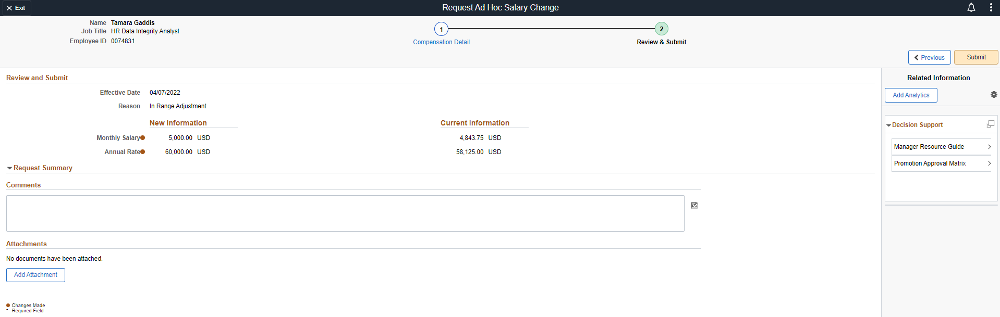 Exit
Request Ad Hoc Salary Change
Name Tamara Gaddis
Job Title HR Data Integrity Analyst
Employee ID 0074831
1
Compensation Detail
2
Review & Submit
Previous
Submit
Review and Submit
Effective Date 04/07/2022
Reason In Range Adjustment
New Information Current Information
Monthly Salary 5,000.00 USD 4,843.75 USD
Annual Rate 60,000.00 USD 58,125.00 USD
Request Summary
Comments
Attachments
No documents have been attached.
Add Attachment
Changes Made
* Required Field
Related Information
Add Analytics
Decision Support
Manager Resource Guide
Promotion Approval Matrix